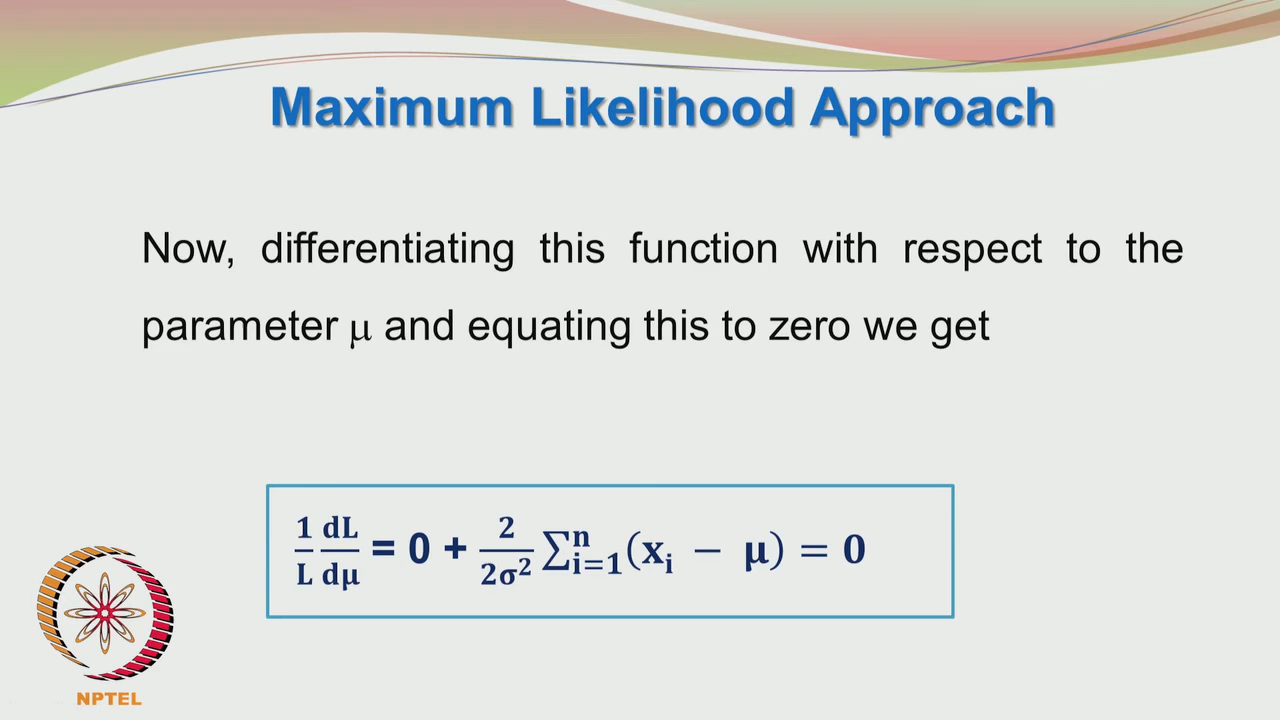 Maximum Likelihood Approach
Now, differentiating this function with respect to the
parameter μ and equating this to zero we get
1/L dL/dμ = 0 + 2/2σ² ∑ⁿᵢ₌₁(xᵢ − μ) = 0
NPTEL